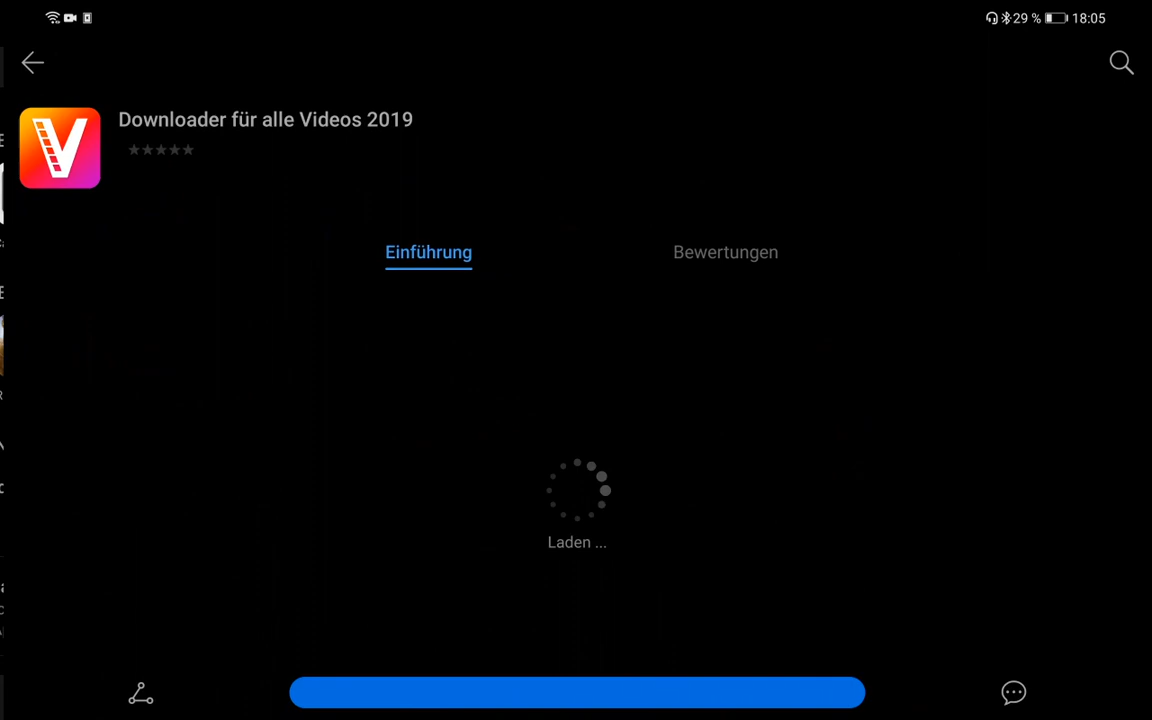 29 % 18:05
Downloader für alle Videos 2019
Einführung Bewertungen
Laden ...